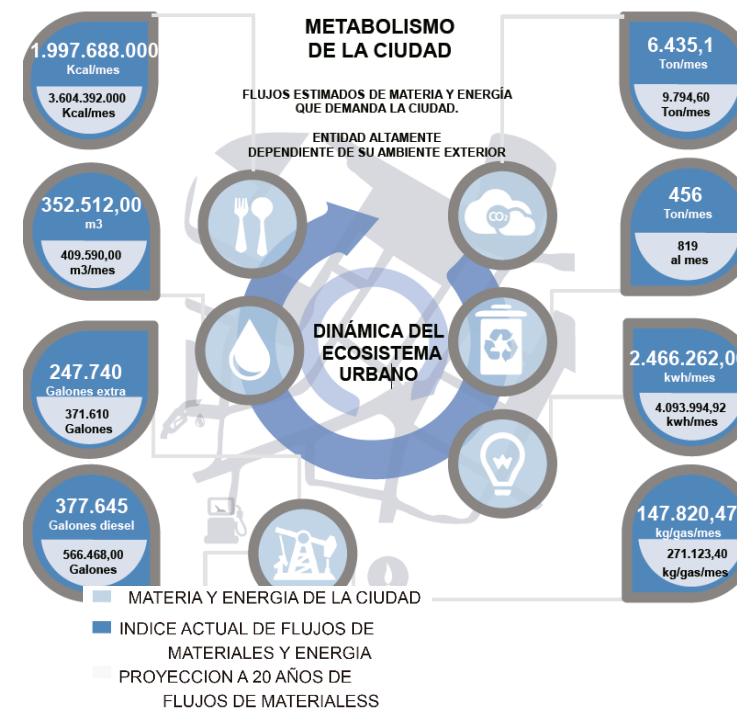 METABOLISMO
DE LA CIUDAD
FLUJOS ESTIMADOS DE MATERIA Y ENERGÍA
QUE DEMANDA LA CIUDAD.
ENTIDAD ALTAMENTE
DEPENDIENTE DE SU AMBIENTE EXTERIOR
1.997.688.000
Kcal/mes
3.604.392.000
Kcal/mes
352.512,00
m3
409.590,00
m3/mes
247.740
Galones extra
371.610
Galones
377.645
Galones diesel
566.468,00
Galones
CO2
DINÁMICA DEL
ECOSISTEMA
URBANO
6.435,1
Ton/mes
9.794,60
Ton/mes
456
Ton/mes
819
al mes
2.466.262,00
kwh/mes
4.093.994,92
kwh/mes
147.820,47
kg/gas/mes
271.123,40
kg/gas/mes
MATERIA Y ENERGIA DE LA CIUDAD
INDICE ACTUAL DE FLUJOS DE
MATERIALES Y ENERGIA
PROYECCION A 20 AÑOS DE
FLUJOS DE MATERIALESS